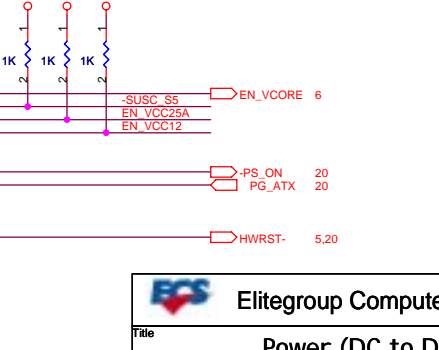 1 1 1
1K 1K 1K
2 2 2
EN_VCORE 6
-SUSC_S5
EN_VCC25A
EN_VCC12
-PS_ON 20
PG_ATX 20
HWRST- 5,20
ECS Elitegroup Compute
Title
Power (DC to D